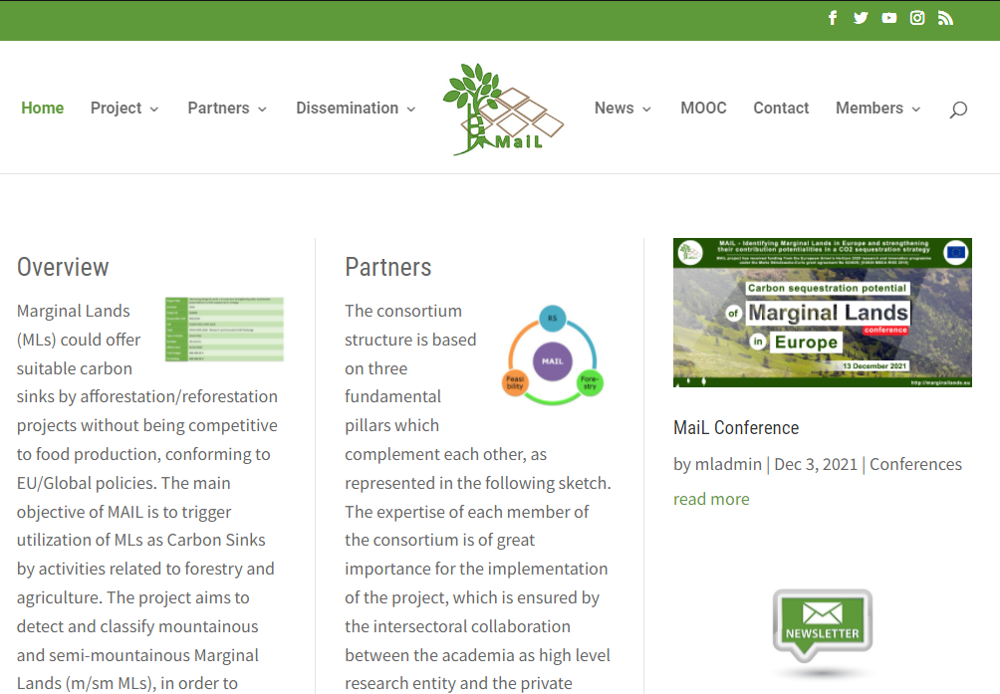 Home Project Partners Dissemination News MOOC Contact Members
MaiL
Overview
Marginal Lands
(MLs) could offer
suitable carbon
sinks by afforestation/reforestation
projects without being competitive
to food production, conforming to
EU/Global policies. The main
objective of MAIL is to trigger
utilization of MLs as Carbon Sinks
by activities related to forestry and
agriculture. The project aims to
detect and classify mountainous
and semi-mountainous Marginal
Lands (m/sm MLs), in order to
Partners
The consortium
structure is based
on three
fundamental
pillars which
complement each other, as
represented in the following sketch.
The expertise of each member of
the consortium is of great
importance for the implementation
of the project, which is ensured by
the intersectoral collaboration
between the academia as high level
research entity and the private
RS
MAIL
Feasi
bility
Fore-
stry
MAIL - Identifying Marginal Lands in Europe and strengthening
their contribution potentialities in a CO2 sequestration strategy
Carbon sequestration potential
of Marginal Lands
conference
in Europe
13 December 2021
http://marginallands.eu
MaiL Conference
by mladmin | Dec 3, 2021 | Conferences
read more
NEWSLETTER